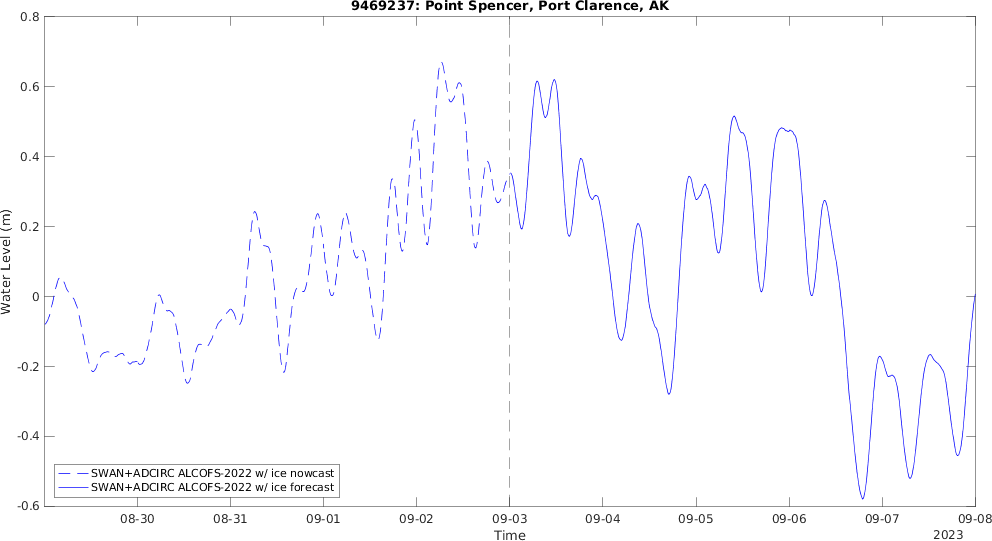 9469237: Point Spencer, Port Clarence, AK
0.8
0.6
0.4
0.2
0
-0.2
-0.4
-0.6
Water Level (m)
SWAN+ADCIRC ALCOFS-2022 w/ ice nowcast
SWAN+ADCIRC ALCOFS-2022 w/ ice forecast
08-30 08-31 09-01 09-02 09-03 09-04 09-05 09-06 09-07 09-08
Time
2023